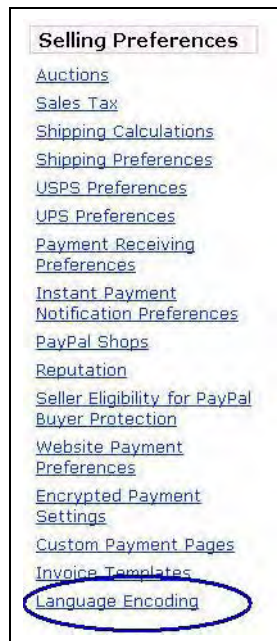 Selling Preferences
Auctions
Sales Tax
Shipping Calculations
Shipping Preferences
USPS Preferences
UPS Preferences
Payment Receiving
Preferences
Instant Payment
Notification Preferences
PayPal Shops
Reputation
Seller Eligibility for PayPal
Buyer Protection
Website Payment
Preferences
Encrypted Payment
Settings
Custom Payment Pages
Invoice Templates
Language Encoding